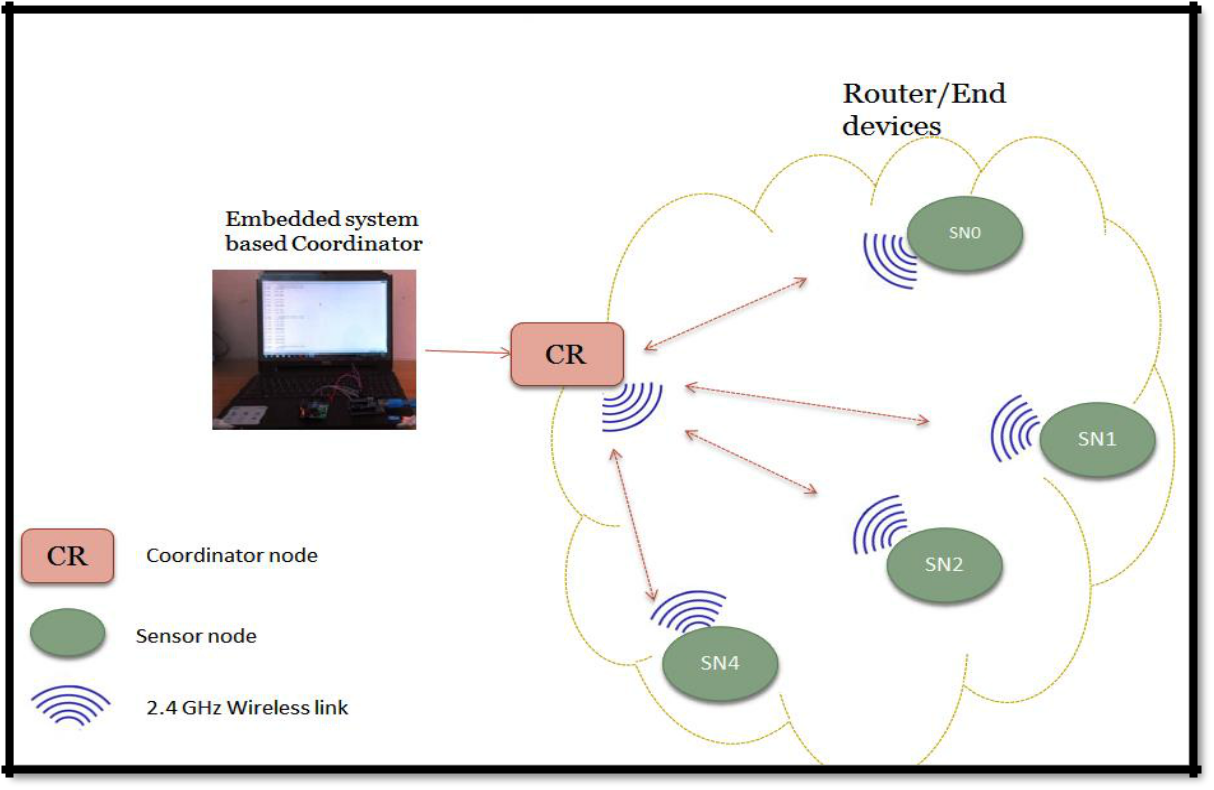 Router/End
devices
Embedded system
based Coordinator
SN0
CR
SN1
SN2
SN4
CR
Coordinator node
Sensor node
2.4 GHz Wireless link